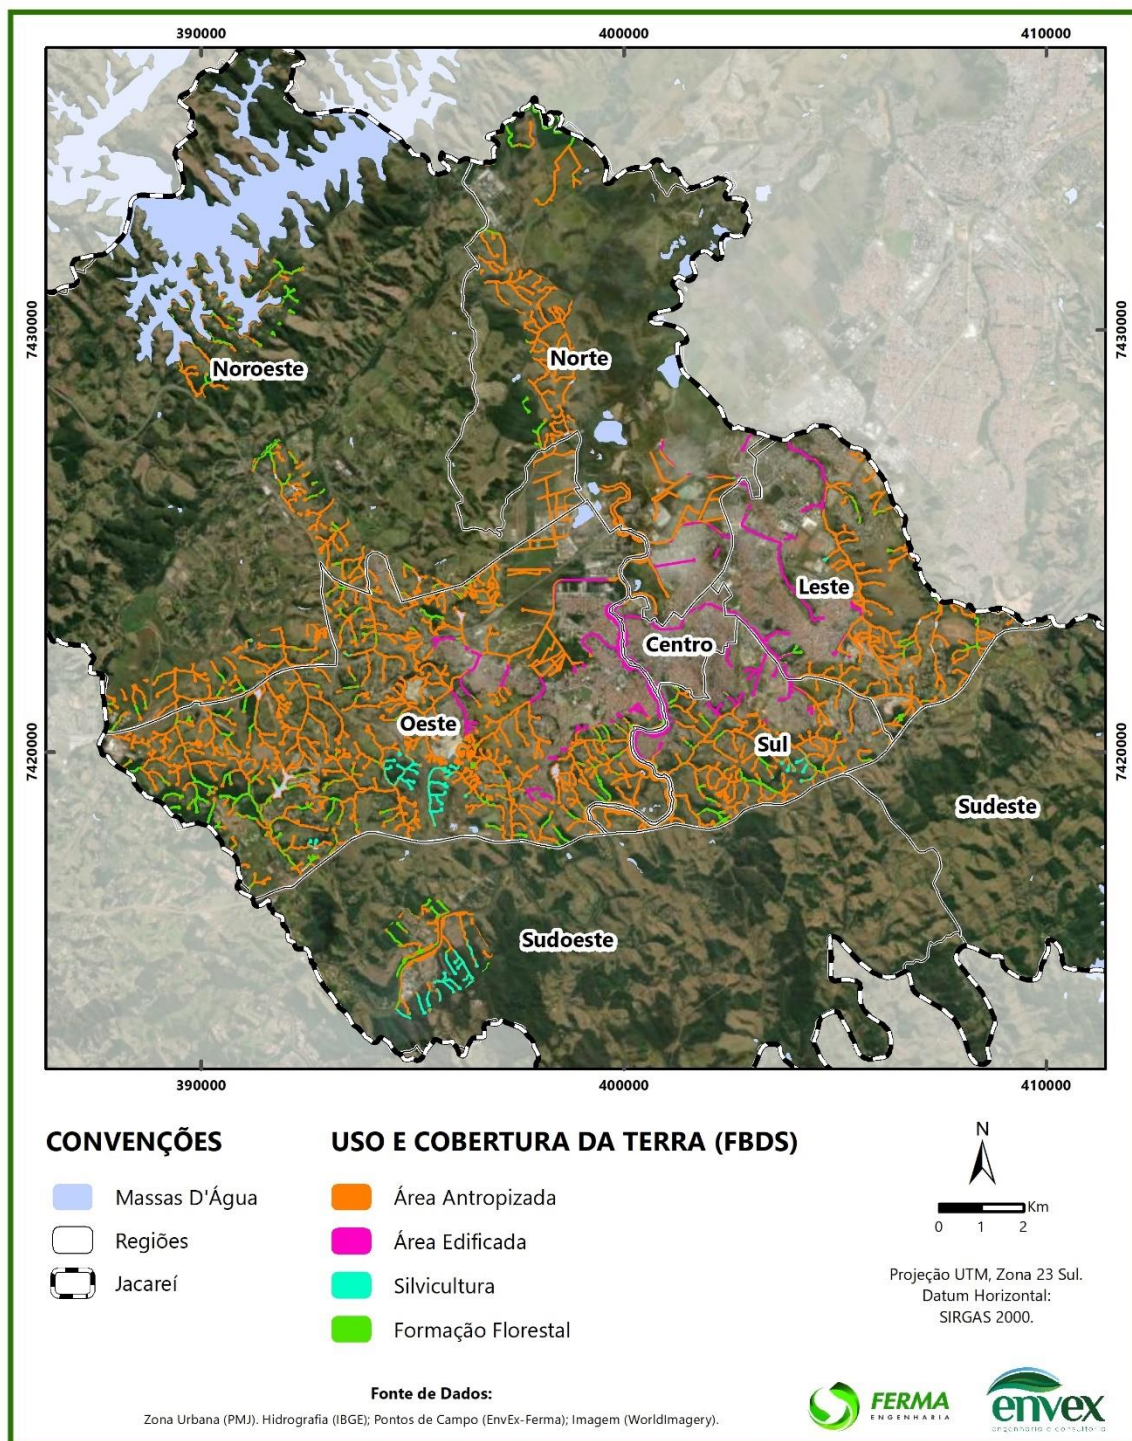 390000
400000
410000
7430000
7430000
Noroeste
Norte
Leste
Centro
Oeste
Sul
7420000
7420000
Sudeste
Sudoeste
390000
400000
410000
CONVENÇÕES
Massas D'Água
Regiões
Jacareí
USO E COBERTURA DA TERRA (FBDS)
Área Antropizada
Área Edificada
Silvicultura
Formação Florestal
N
Km
0 1 2
Projeção UTM, Zona 23 Sul.
Datum Horizontal:
SIRGAS 2000.
Fonte de Dados:
Zona Urbana (PMJ). Hidrografia (IBGE); Pontos de Campo (EnvEx-Ferma); Imagem (WorldImagery).
FERMA
ENGENHARIA
envex
engenharia e consultoria